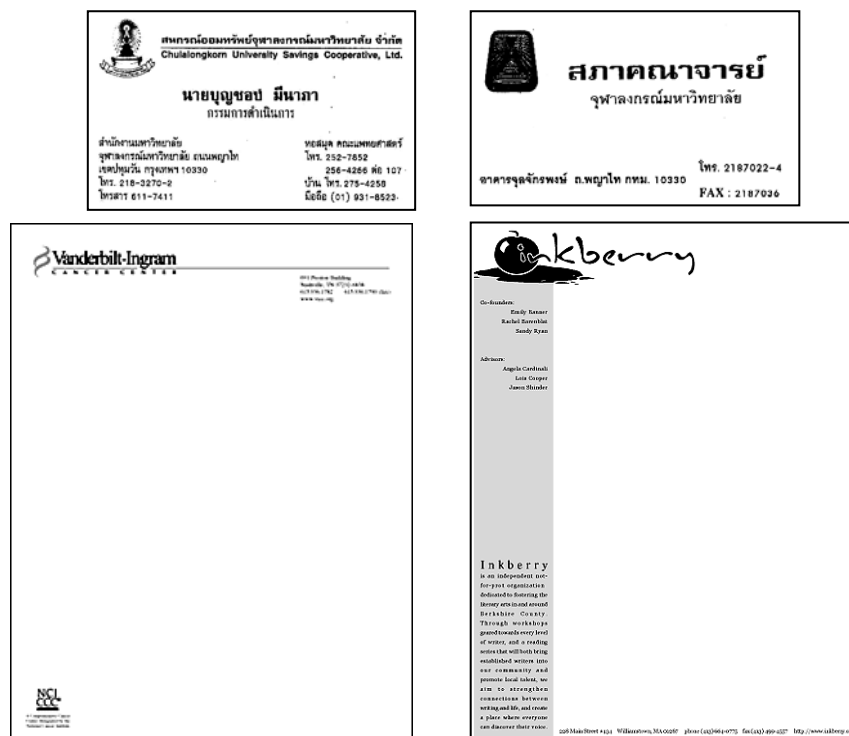 สหกรณ์ออมทรัพย์จุฬาลงกรณ์มหาวิทยาลัย จำกัด
Chulalongkorn University Savings Cooperative, Ltd.
นายบุญชอบ มีนาภา
กรรมการดำเนินการ
สำนักงานมหาวิทยาลัย
จุฬาลงกรณ์มหาวิทยาลัย ถนนพญาไท
เขตปทุมวัน กรุงเทพฯ 10330
โทร. 218-3270-2
โทรสาร 611-7411
หอสมุด คณะแพทยศาสตร์
โทร. 252-7852
256-4266 ต่อ 107
บ้าน โทร. 275-4258
มือถือ (01) 931-8523
สภาคณาจารย์
จุฬาลงกรณ์มหาวิทยาลัย
อาคารจุลจักรพงษ์ ถ.พญาไท กทม. 10330
โทร. 2187022-4
FAX : 2187036
Vanderbilt-Ingram
CANCER CENTER
NCI
CCC
inkberry
Co-founders:
Emily Banner
Rachel Barenblat
Sandy Ryan
Advisors:
Angela Cardinali
Lois Cooper
Jason Shinder
Inkberry
is an independent not-
for-prot organization
dedicated to fostering the
literary arts in and around
Berkshire County.
Through workshops
geared towards every level
of writer, and a reading
series that will both bring
established writers into
our community and
promote local talent, we
aim to strengthen
connections between
writing and life, and create
a place where everyone
can discover their voice.
Main Street Williamstown, MA 01267 phone (413)664-0775 fax (413) 499-4557